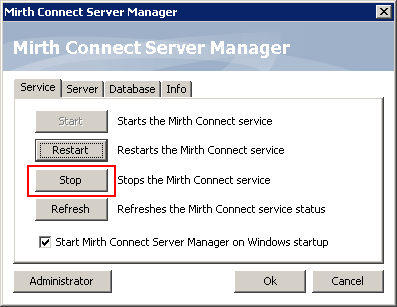 Mirth Connect Server Manager
Mirth Connect Server Manager
Service Server Database Info
Start Starts the Mirth Connect service
Restart Restarts the Mirth Connect service
Stop Stops the Mirth Connect service
Refresh Refreshes the Mirth Connect service status
Start Mirth Connect Server Manager on Windows startup
Administrator Ok Cancel